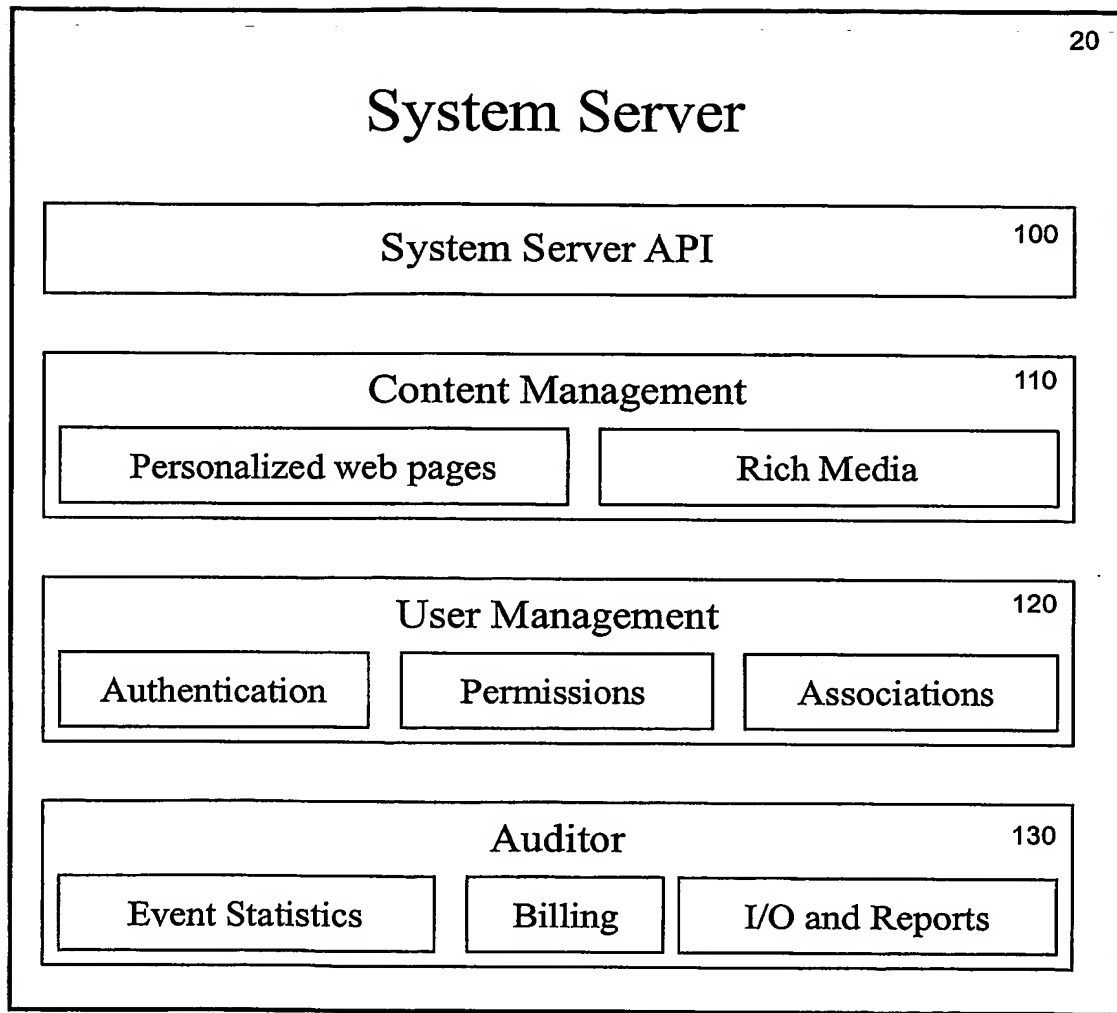 20
System Server
System Server API 100
Content Management 110
Personalized web pages Rich Media
User Management 120
Authentication Permissions Associations
Auditor 130
Event Statistics Billing I/O and Reports